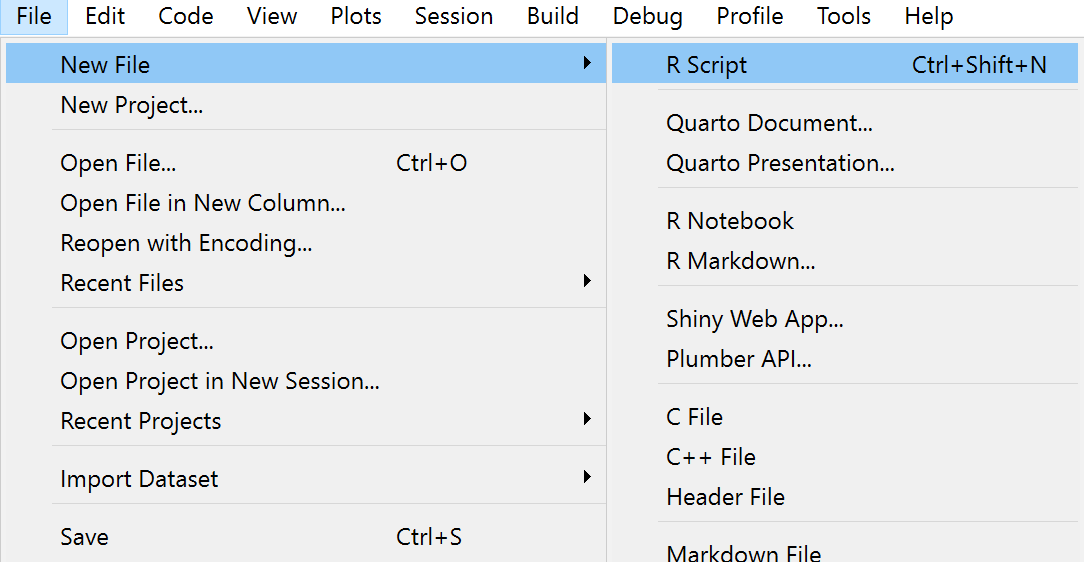 File Edit Code View Plots Session Build Debug Profile Tools Help
New File
New Project...
Open File... Ctrl+O
Open File in New Column...
Reopen with Encoding...
Recent Files
Open Project...
Open Project in New Session...
Recent Projects
Import Dataset
Save Ctrl+S
R Script Ctrl+Shift+N
Quarto Document...
Quarto Presentation...
R Notebook
R Markdown...
Shiny Web App...
Plumber API...
C File
C++ File
Header File
Markdown File